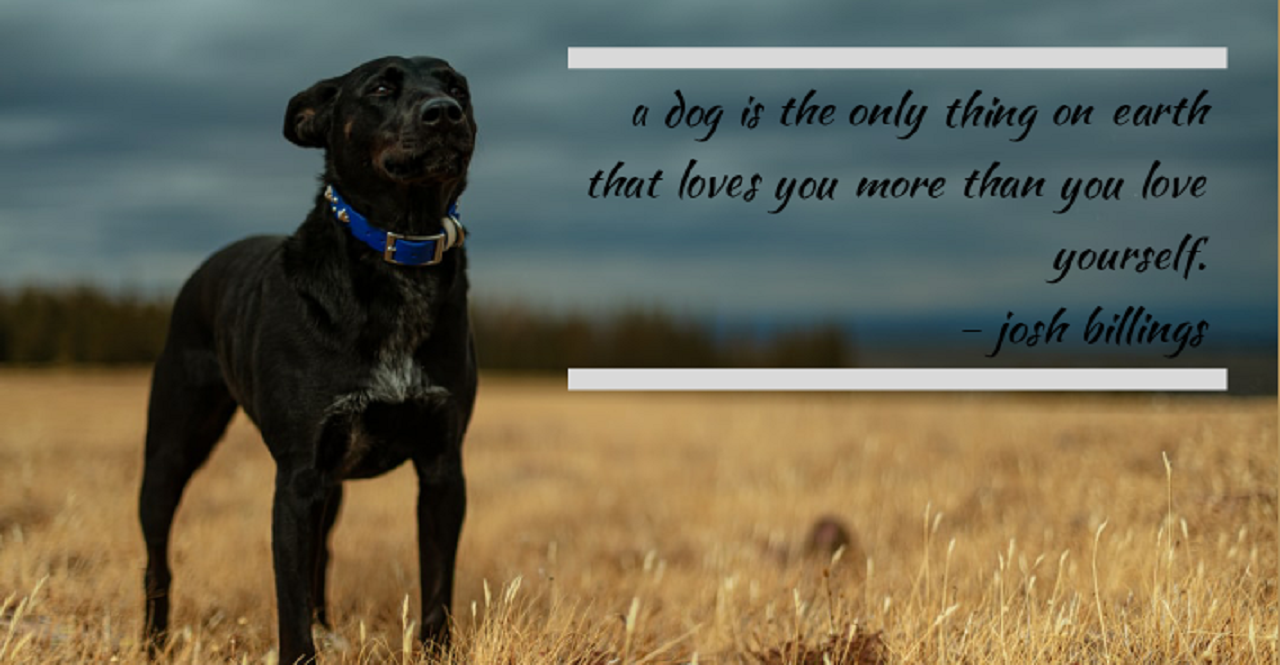 a dog is the only thing on earth
that loves you more than you love
yourself.
– josh billings